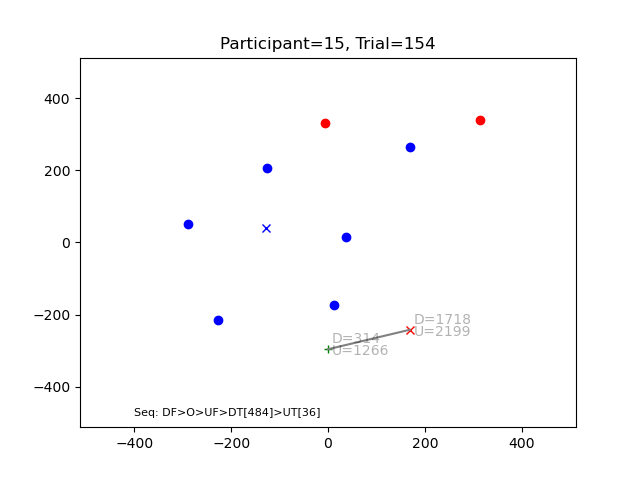 Participant=15, Trial=154
400
200
0
−200
−400
D=1718
U=2199
D=314
U=1266
Seq: DF>O>UF>DT[484]>UT[36]
−400
−200
0
200
400